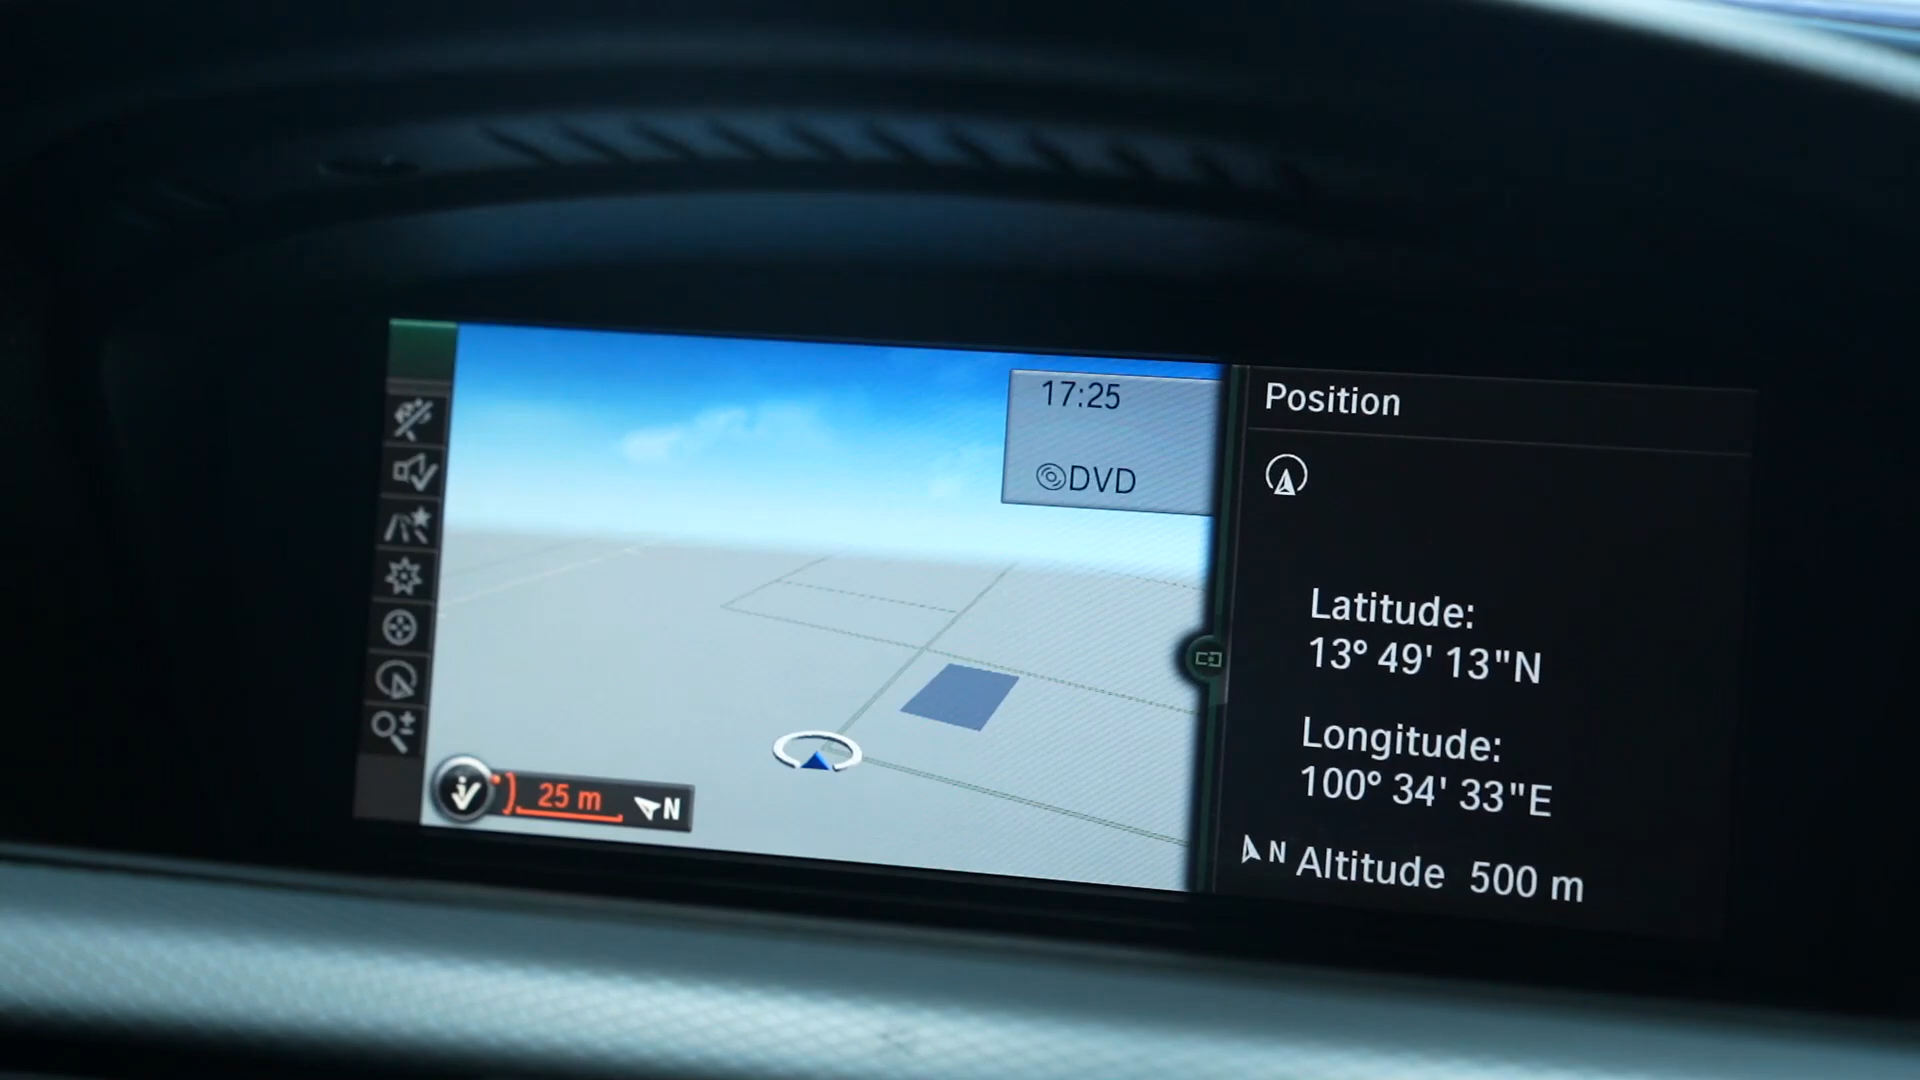 17:25
DVD
25 m
N
Position
Latitude:
13° 49' 13"N
Longitude:
100° 34' 33"E
N Altitude 500 m